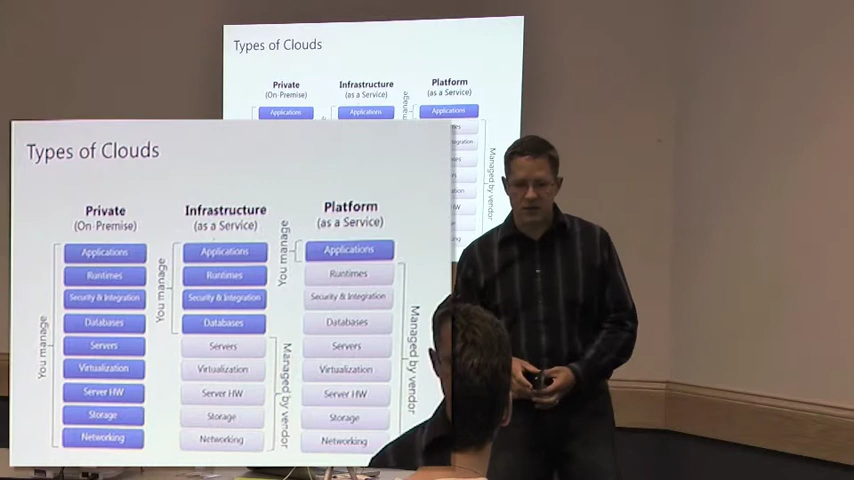 Types of Clouds
Private Infrastructure Platform
(On-Premise) (as a Service) (as a Service)
Applications Applications Applications
You manage
Managed by vendor
Types of Clouds
Private Infrastructure Platform
(On-Premise) (as a Service) (as a Service)
Applications Applications Applications
Runtimes Runtimes Runtimes
Security & Integration Security & Integration Security & Integration
Databases Databases Databases
Servers Servers Servers
Virtualization Virtualization Virtualization
Server HW Server HW Server HW
Storage Storage Storage
Networking Networking Networking
You manage
You manage
Managed by vendor
You manage
Managed by vendor